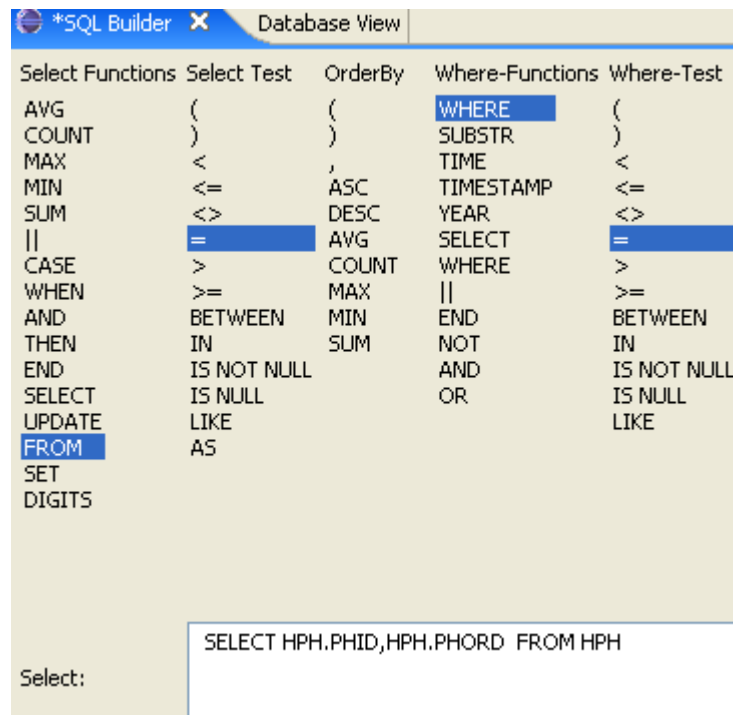 *SQL Builder Database View
Select Functions Select Test OrderBy Where-Functions Where-Test
AVG ( ( WHERE (
COUNT ) ) SUBSTR )
MAX < , TIME <
MIN <= ASC TIMESTAMP <=
SUM <> DESC YEAR <>
|| = AVG SELECT =
CASE > COUNT WHERE >
WHEN >= MAX || >=
AND BETWEEN MIN END BETWEEN
THEN IN SUM NOT IN
END IS NOT NULL AND IS NOT NULL
SELECT IS NULL OR IS NULL
UPDATE LIKE LIKE
FROM AS
SET
DIGITS
SELECT HPH.PHID,HPH.PHORD FROM HPH
Select: